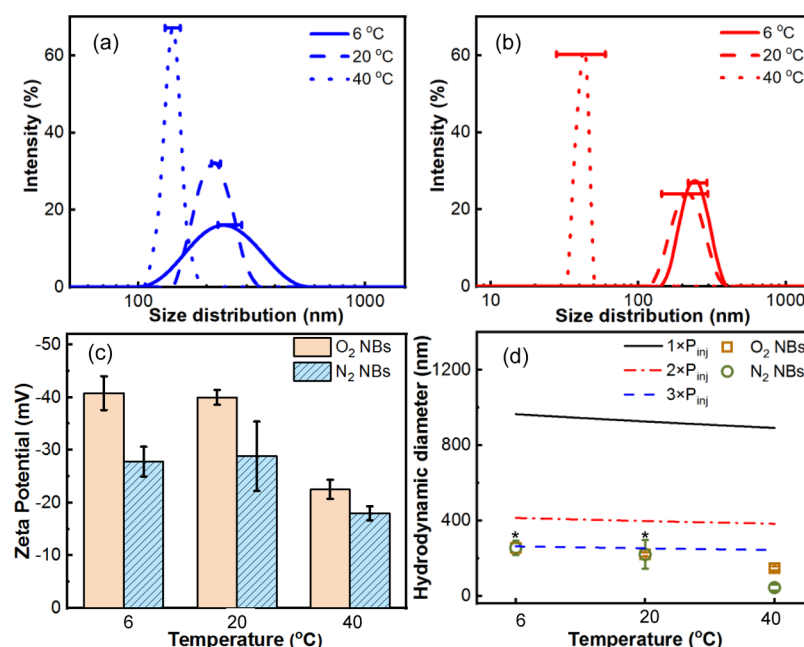 (a)
6 °C
20 °C
40 °C
Intensity (%)
60
40
20
0
100
1000
Size distribution (nm)
(b)
6 °C
20 °C
40 °C
Intensity (%)
60
40
20
0
10
100
1000
Size distribution (nm)
(c)
O₂ NBs
N₂ NBs
Zeta Potential (mV)
-50
-40
-30
-20
-10
0
6
20
40
Temperature (°C)
(d)
1×Pinj
2×Pinj
3×Pinj
O₂ NBs
N₂ NBs
Hydrodynamic diameter (nm)
1200
800
400
0
*
*
6
20
40
Temperature (°C)